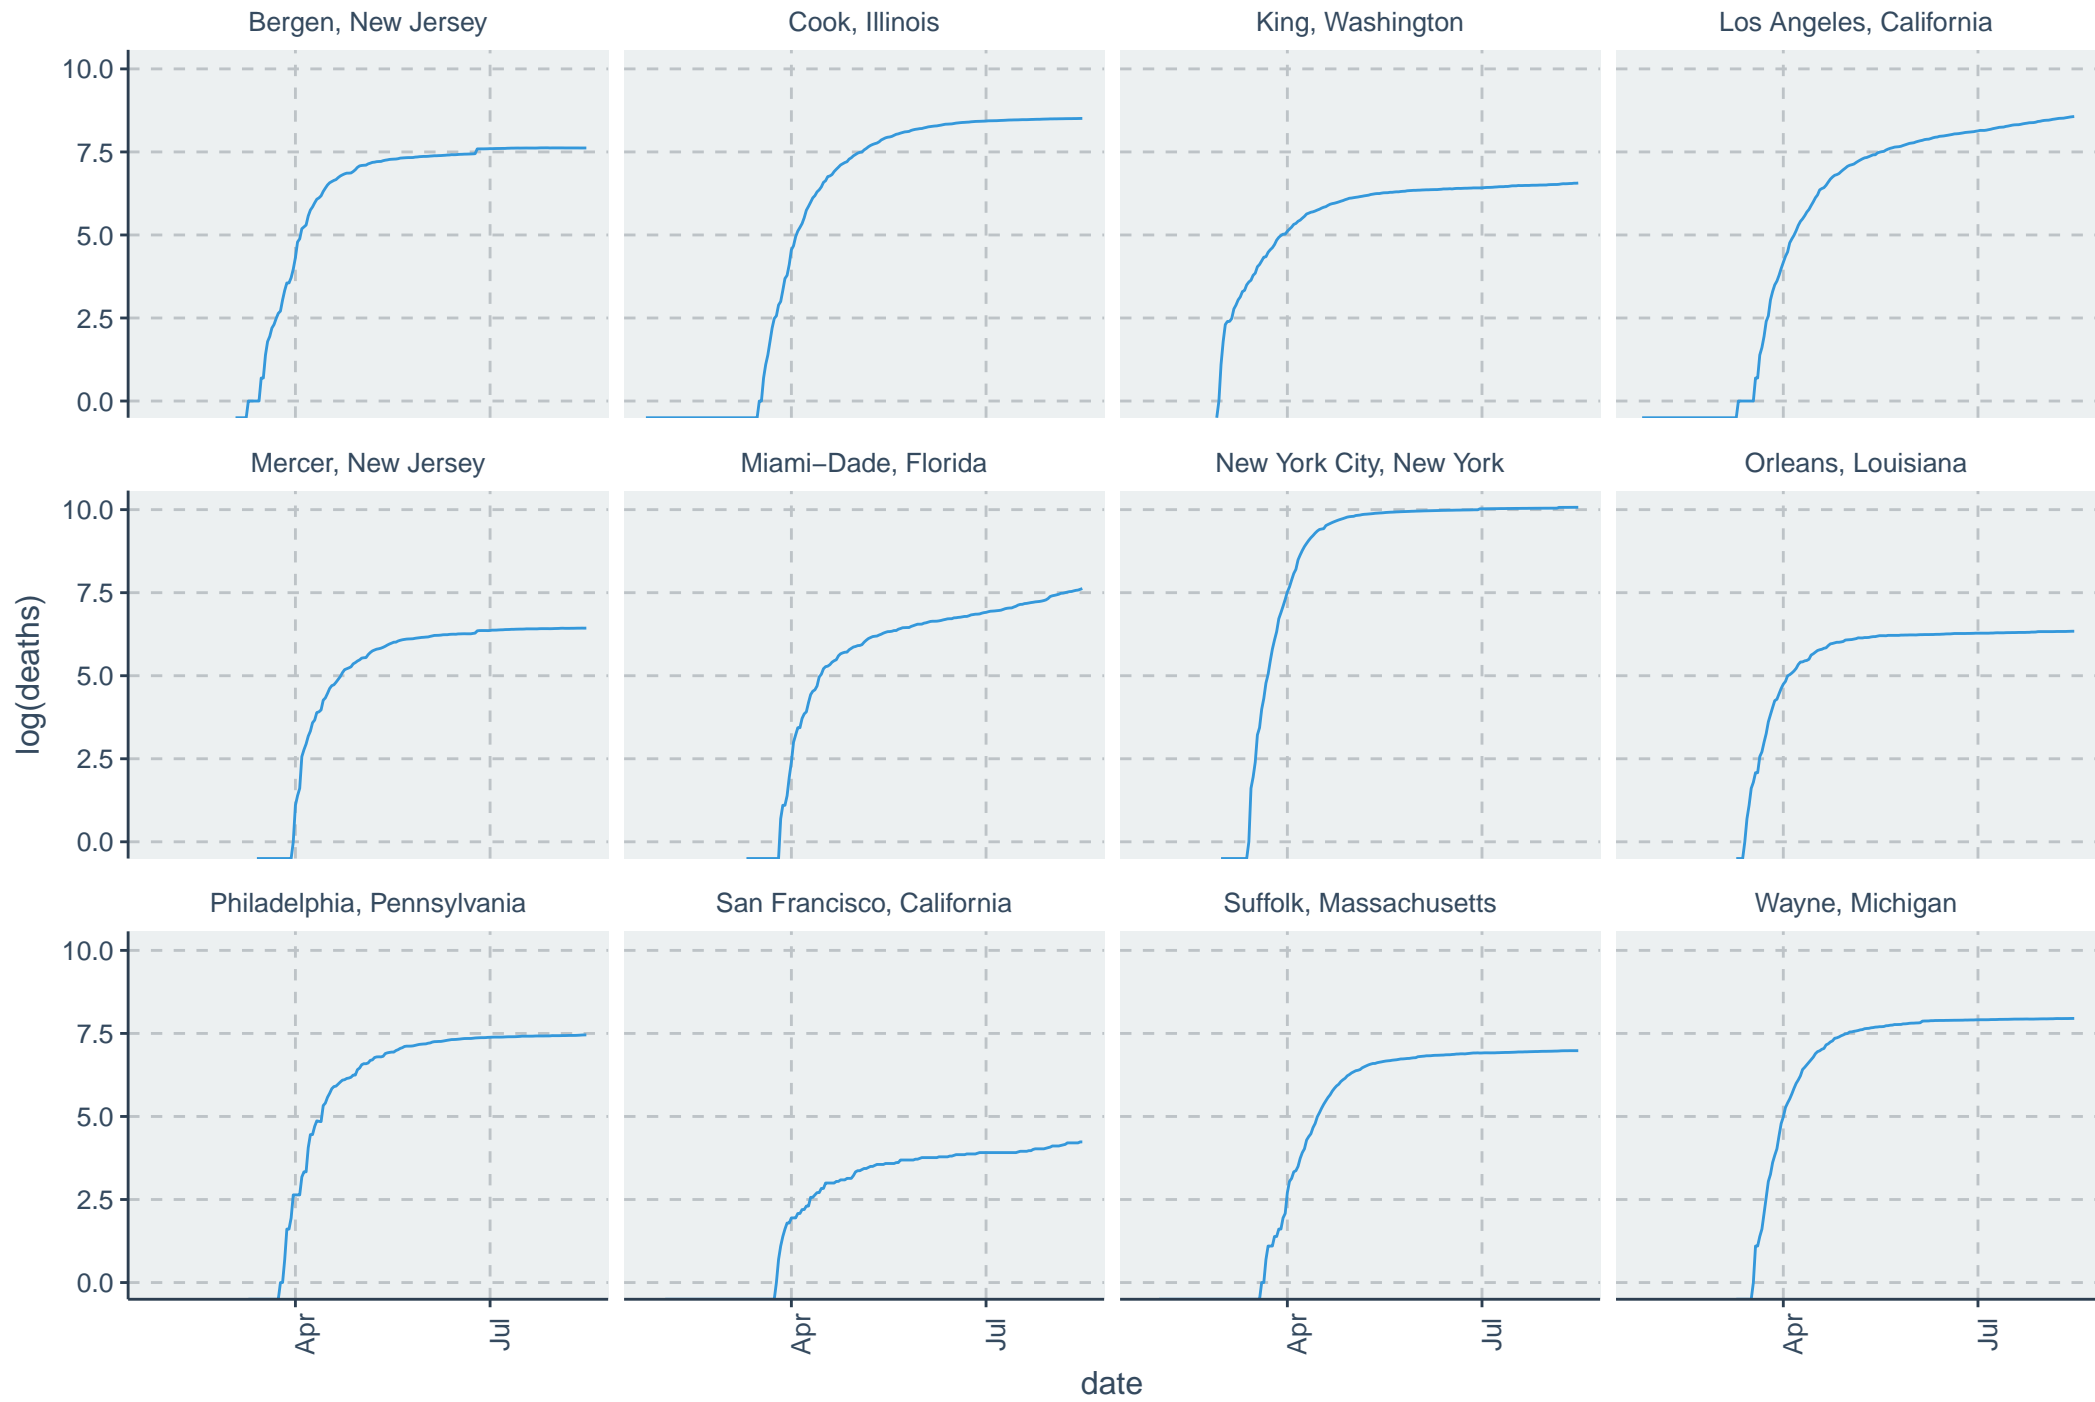 Bergen, New Jersey
Cook, Illinois
King, Washington
Los Angeles, California
10.0
7.5
5.0
2.5
0.0
Mercer, New Jersey
Miami−Dade, Florida
New York City, New York
Orleans, Louisiana
10.0
7.5
5.0
2.5
0.0
log(deaths)
Philadelphia, Pennsylvania
San Francisco, California
Suffolk, Massachusetts
Wayne, Michigan
10.0
7.5
5.0
2.5
0.0
Apr
Jul
Apr
Jul
Apr
Jul
Apr
Jul
date